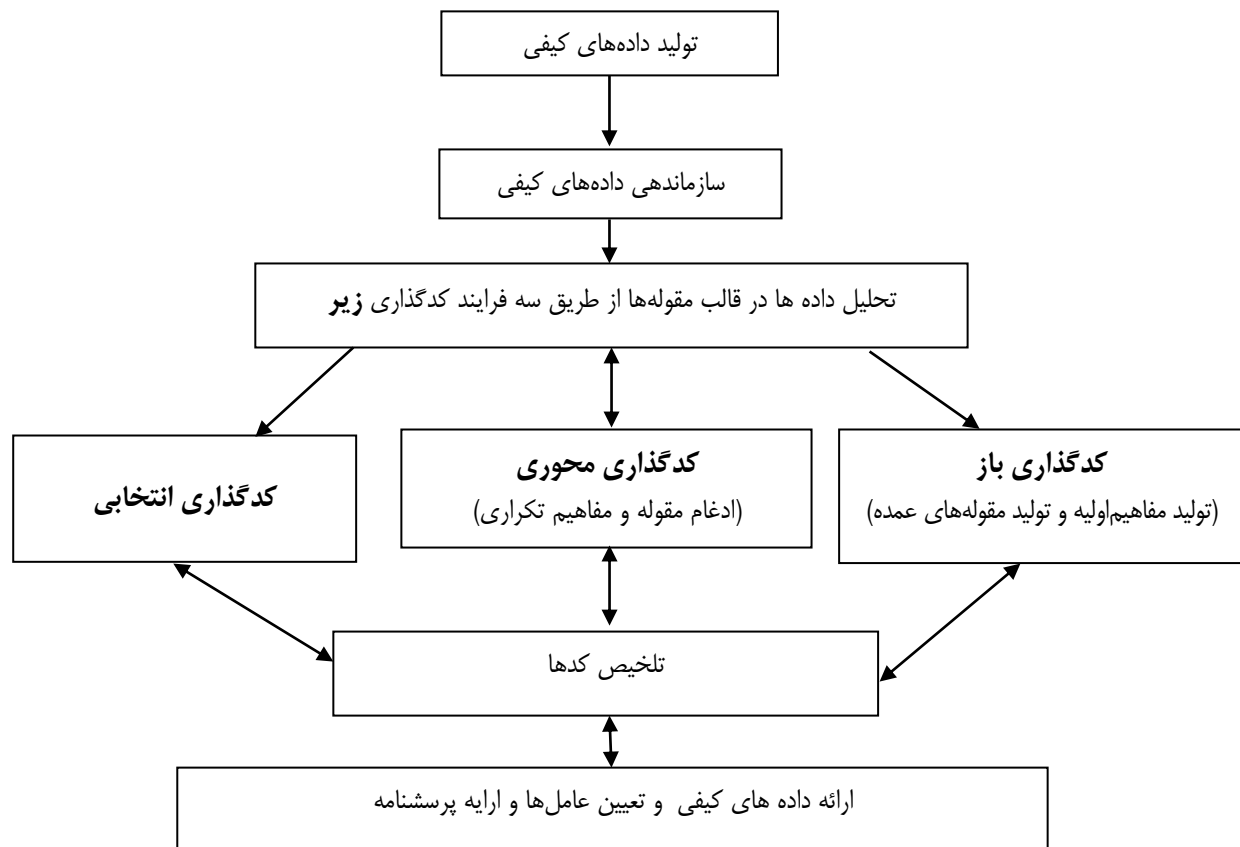 تولید داده‌های کیفی
سازماندهی داده‌های کیفی
تحلیل داده ها در قالب مقوله‌ها از طریق سه فرایند کدگذاری زیر
کدگذاری باز
(تولید مفاهیم‌اولیه و تولید مقوله‌های عمده)
کدگذاری محوری
(ادغام مقوله و مفاهیم تکراری)
کدگذاری انتخابی
تلخیص کدها
ارائه داده های کیفی و تعیین عامل‌ها و ارایه پرسشنامه